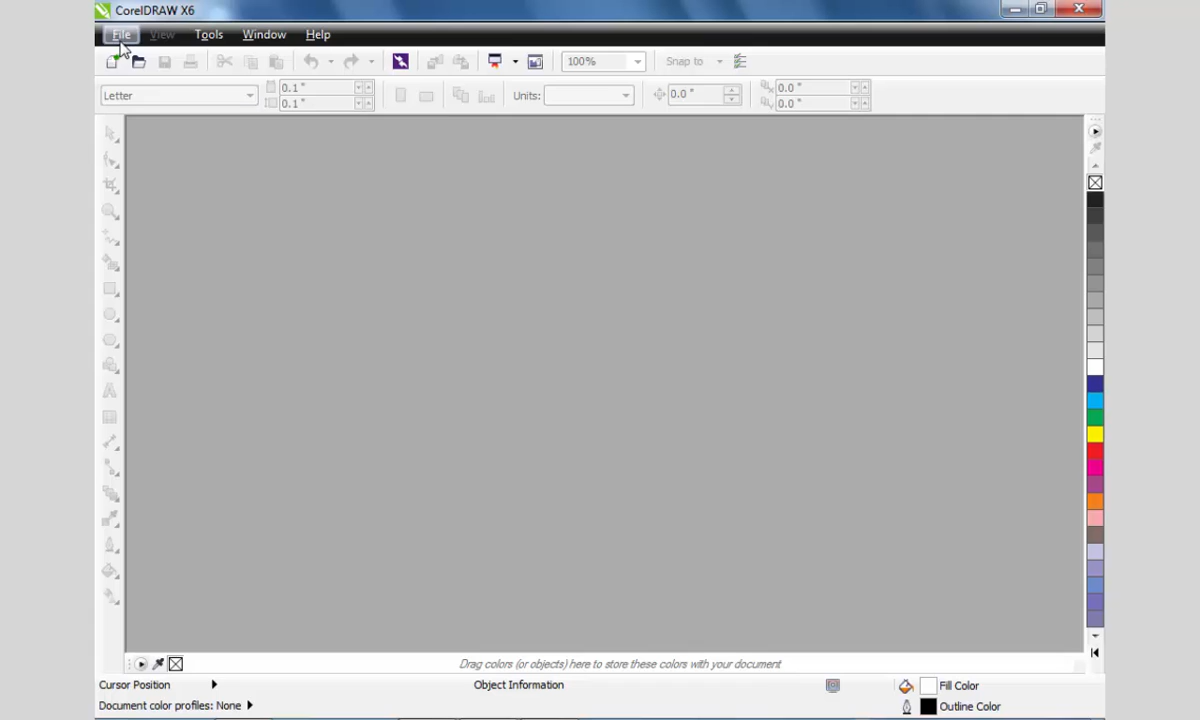 CorelDRAW X6
File View Tools Window Help
100% Snap to
Letter 0.1 " Units: 0.0 " 0.0 "
0.1 " 0.0 "
Drag colors (or objects) here to store these colors with your document
Cursor Position Object Information Fill Color
Document color profiles: None Outline Color